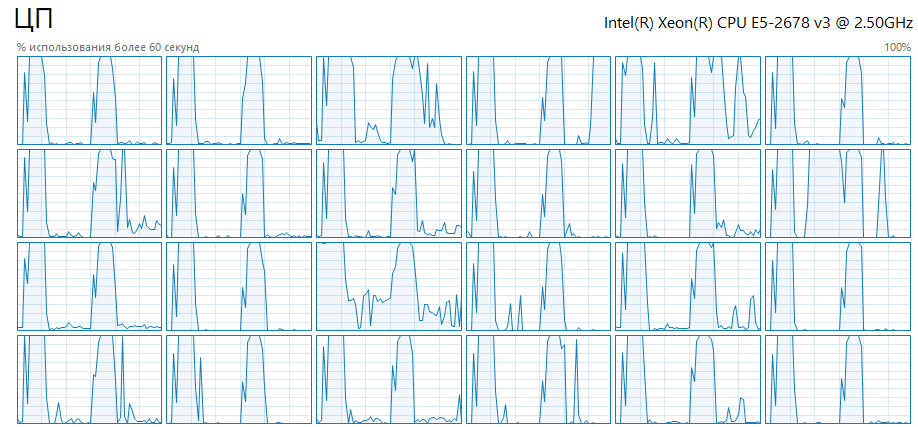 ЦП
Intel(R) Xeon(R) CPU E5-2678 v3 @ 2.50GHz
% использования более 60 секунд
100%